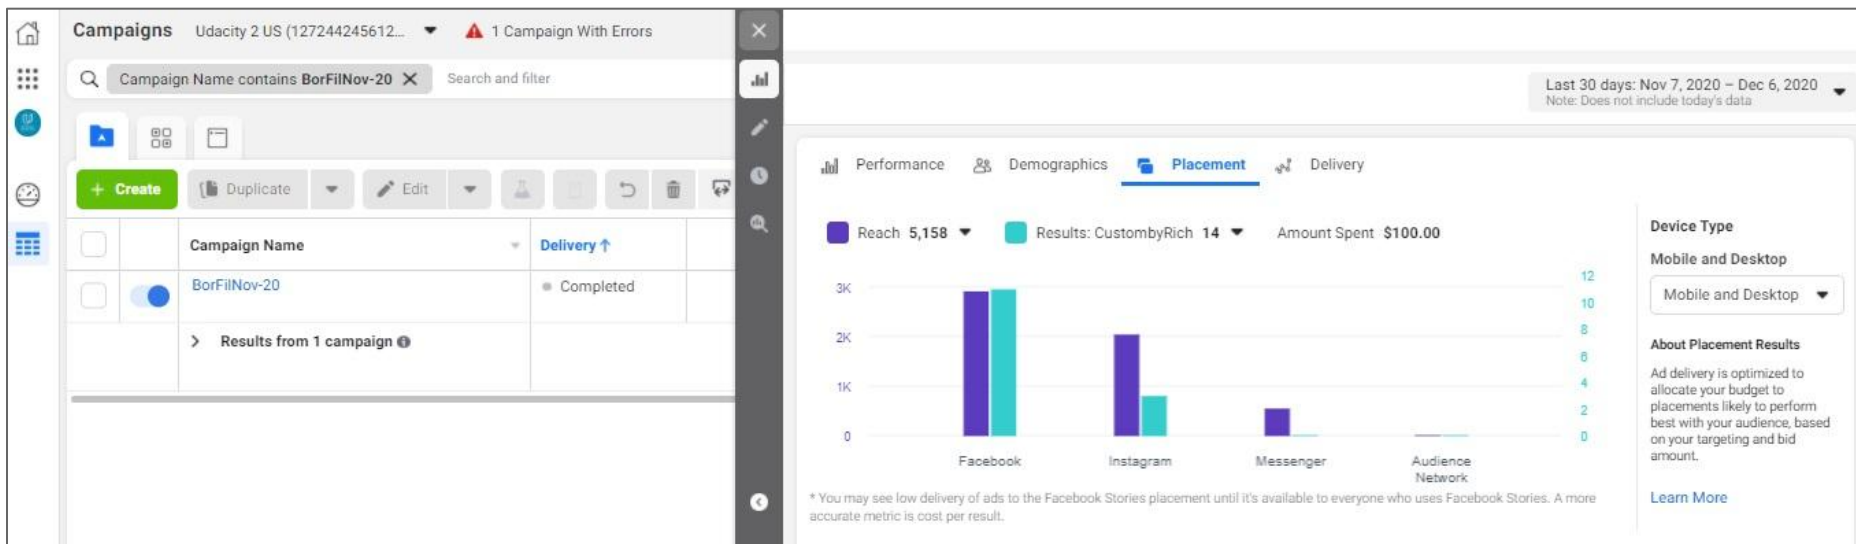 Campaigns Udacity 2 US (127244245612... 1 Campaign With Errors
Campaign Name contains BorFilNov-20 Search and filter
+ Create Duplicate Edit
Campaign Name Delivery
BorFilNov-20 Completed
Results from 1 campaign
Last 30 days: Nov 7, 2020 – Dec 6, 2020
Note: Does not include today's data
Performance Demographics Placement Delivery
Reach 5,158 Results: CustombyRich 14 Amount Spent $100.00
3K
2K
1K
0
12
10
8
6
4
2
0
Facebook Instagram Messenger Audience
Network
* You may see low delivery of ads to the Facebook Stories placement until it's available to everyone who uses Facebook Stories. A more
accurate metric is cost per result.
Device Type
Mobile and Desktop
Mobile and Desktop
About Placement Results
Ad delivery is optimized to
allocate your budget to
placements likely to perform
best with your audience, based
on your targeting and bid
amount.
Learn More